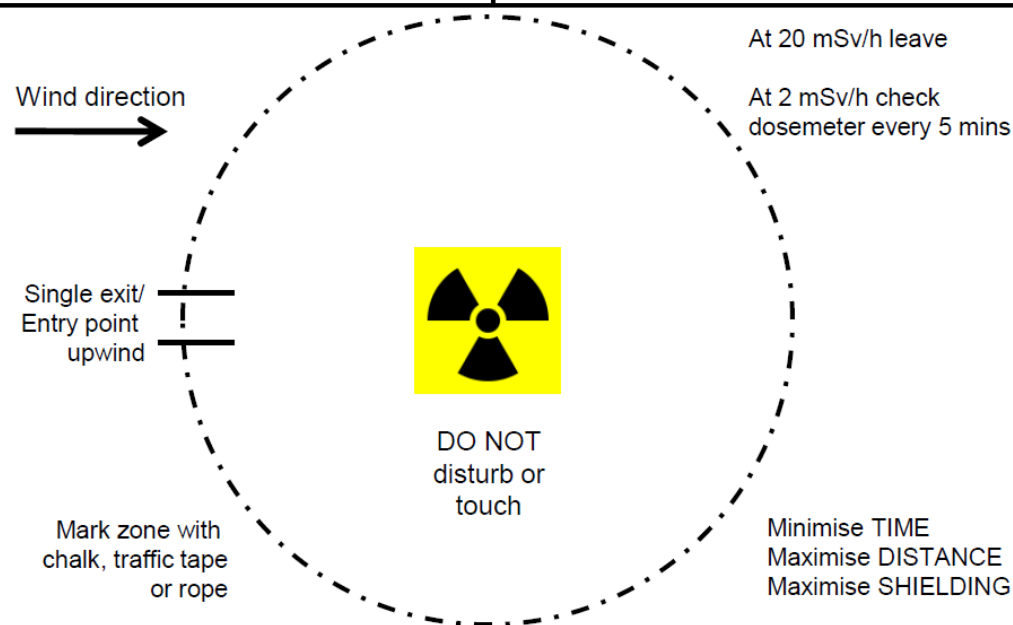 At 20 mSv/h leave
Wind direction
At 2 mSv/h check
dosemeter every 5 mins
Single exit/
Entry point
upwind
DO NOT
disturb or
touch
Mark zone with
chalk, traffic tape
or rope
Minimise TIME
Maximise DISTANCE
Maximise SHIELDING